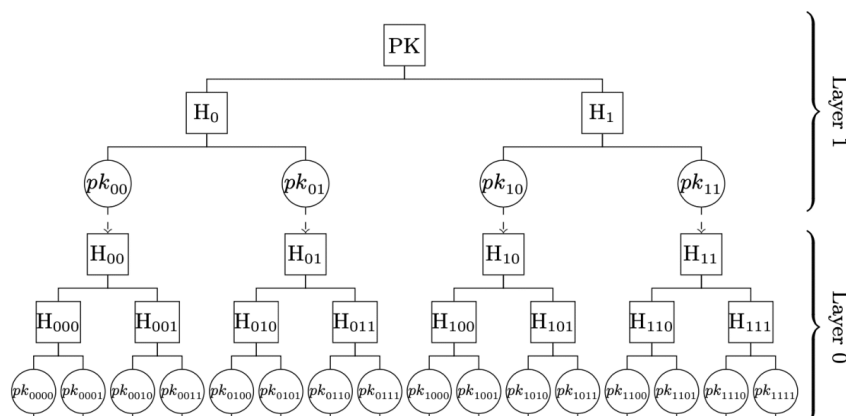 PK
H₀ H₁
Layer 1
pk₀₀ pk₀₁ pk₁₀ pk₁₁
H₀₀ H₀₁ H₁₀ H₁₁
H₀₀₀ H₀₀₁ H₀₁₀ H₀₁₁ H₁₀₀ H₁₀₁ H₁₁₀ H₁₁₁
Layer 0
pk₀₀₀₀ pk₀₀₀₁ pk₀₀₁₀ pk₀₀₁₁ pk₀₁₀₀ pk₀₁₀₁ pk₀₁₁₀ pk₀₁₁₁ pk₁₀₀₀ pk₁₀₀₁ pk₁₀₁₀ pk₁₀₁₁ pk₁₁₀₀ pk₁₁₀₁ pk₁₁₁₀ pk₁₁₁₁